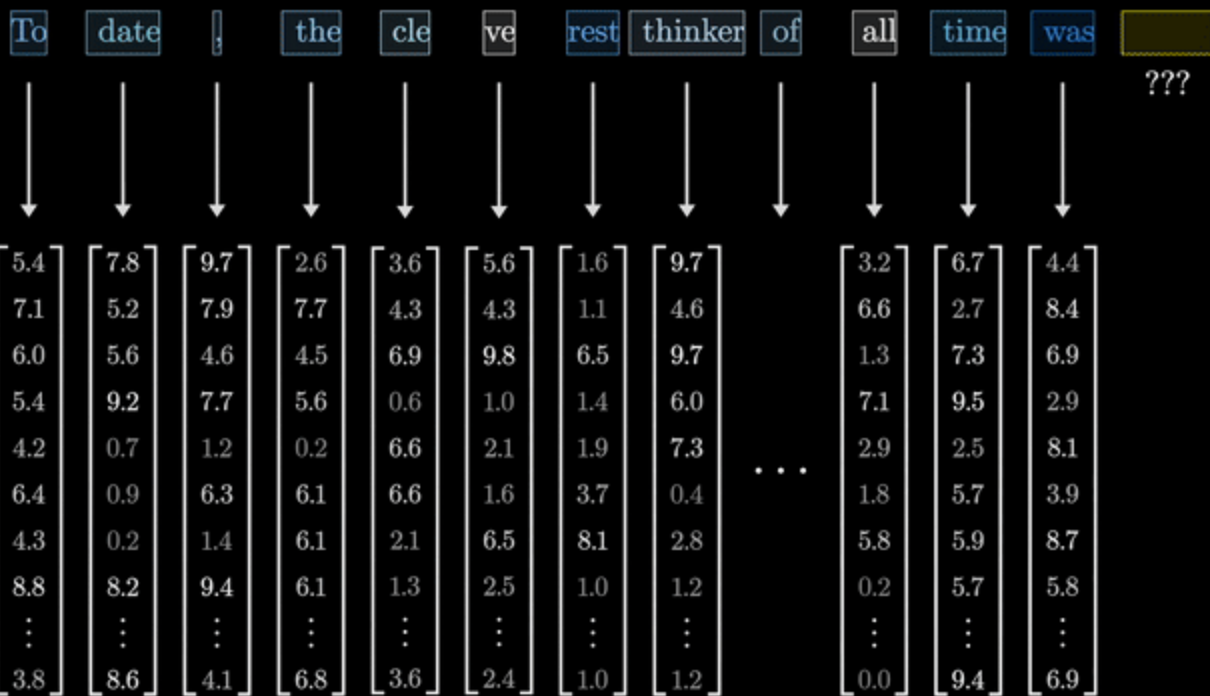 To date , the cle ve rest thinker of all time was
???
5.4 7.8 9.7 2.6 3.6 5.6 1.6 9.7 3.2 6.7 4.4
7.1 5.2 7.9 7.7 4.3 4.3 1.1 4.6 6.6 2.7 8.4
6.0 5.6 4.6 4.5 6.9 9.8 6.5 9.7 1.3 7.3 6.9
5.4 9.2 7.7 5.6 0.6 1.0 1.4 6.0 7.1 9.5 2.9
4.2 0.7 1.2 0.2 6.6 2.1 1.9 7.3 ... 2.9 2.5 8.1
6.4 0.9 6.3 6.1 6.6 1.6 3.7 0.4 1.8 5.7 3.9
4.3 0.2 1.4 6.1 2.1 6.5 8.1 2.8 5.8 5.9 8.7
8.8 8.2 9.4 6.1 1.3 2.5 1.0 1.2 0.2 5.7 5.8
⋮ ⋮ ⋮ ⋮ ⋮ ⋮ ⋮ ⋮ ⋮ ⋮ ⋮
3.8 8.6 4.1 6.8 3.6 2.4 1.0 1.2 0.0 9.4 6.9